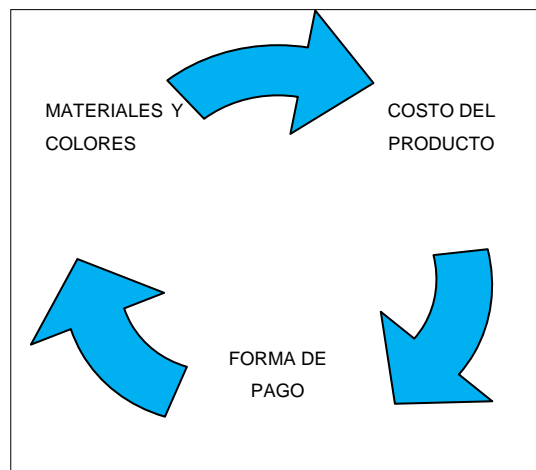 MATERIALES Y
COLORES
COSTO DEL
PRODUCTO
FORMA DE
PAGO